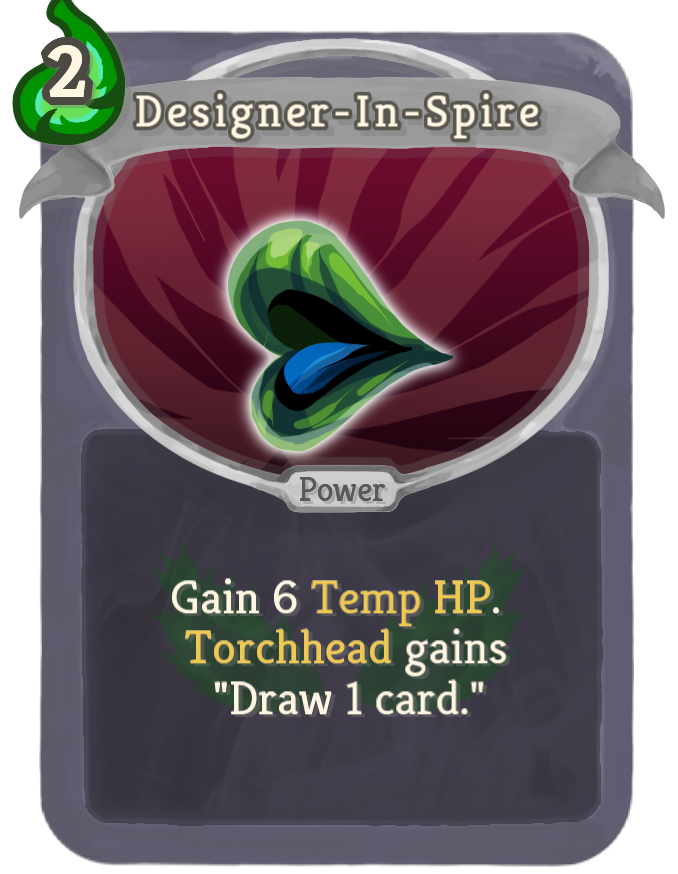 2
Designer-In-Spire
Power
Gain 6 Temp HP.
Torchhead gains
"Draw 1 card."